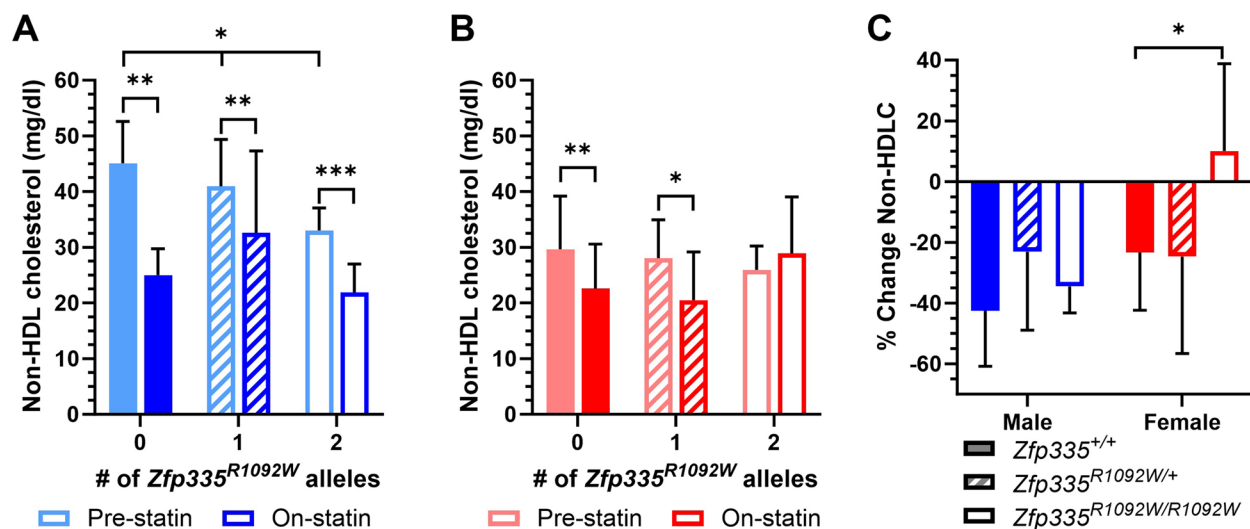 A
*
Non-HDL cholesterol (mg/dl)
60
50
40
30
20
10
0
**
**
***
0 1 2
# of Zfp335R1092W alleles
Pre-statin On-statin
B
Non-HDL cholesterol (mg/dl)
60
50
40
30
20
10
0
**
*
0 1 2
# of Zfp335R1092W alleles
Pre-statin On-statin
C
*
% Change Non-HDLC
40
20
0
-20
-40
-60
Male Female
Zfp335+/+
Zfp335R1092W/+
Zfp335R1092W/R1092W